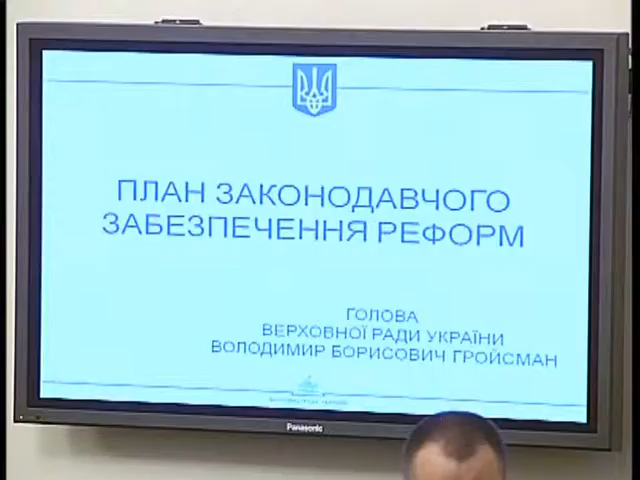 ПЛАН ЗАКОНОДАВЧОГО
ЗАБЕЗПЕЧЕННЯ РЕФОРМ
ГОЛОВА
ВЕРХОВНОЇ РАДИ УКРАЇНИ
ВОЛОДИМИР БОРИСОВИЧ ГРОЙСМАН
Panasonic